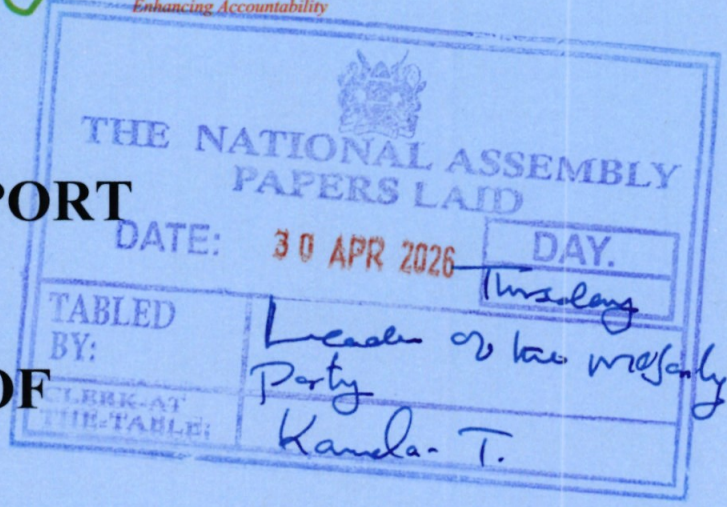 Enhancing Accountability
THE NATIONAL ASSEMBLY
PAPERS LAID
PORT
DATE: 30 APR 2026 DAY.
Thursday
TABLED BY: Leader of the Majority Party
OF
CLERK-AT THE-TABLE: T.